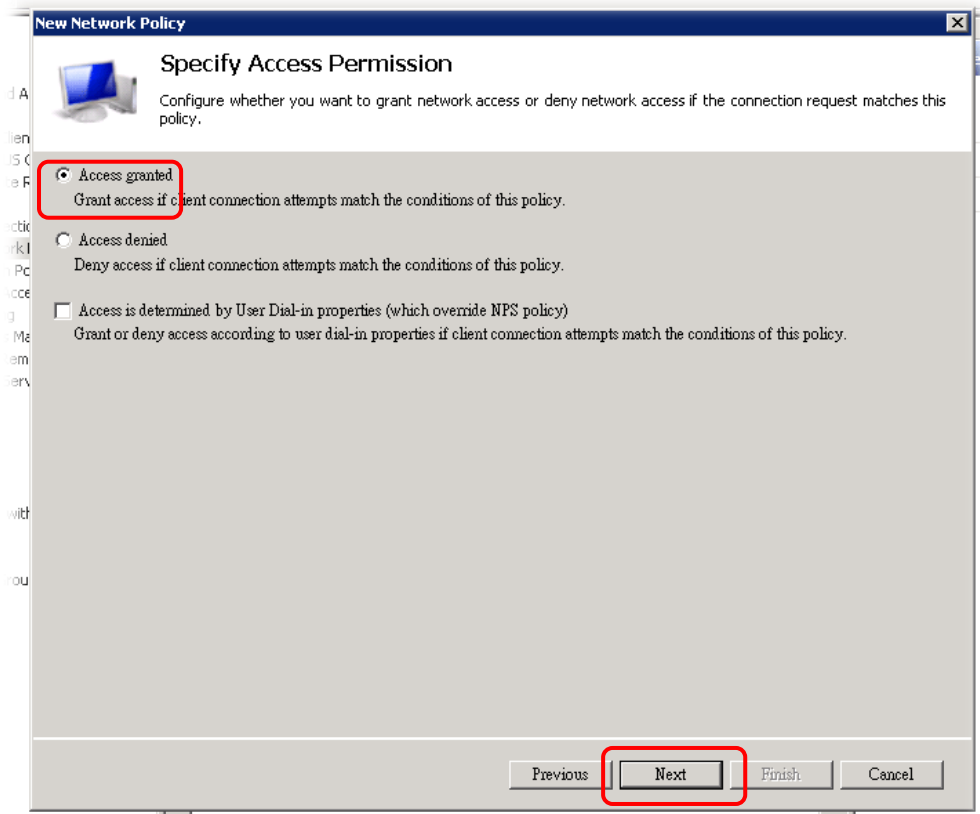 New Network Policy
Specify Access Permission
Configure whether you want to grant network access or deny network access if the connection request matches this
policy.
Access granted
Grant access if client connection attempts match the conditions of this policy.
Access denied
Deny access if client connection attempts match the conditions of this policy.
Access is determined by User Dial-in properties (which override NPS policy)
Grant or deny access according to user dial-in properties if client connection attempts match the conditions of this policy.
Previous Next Finish Cancel